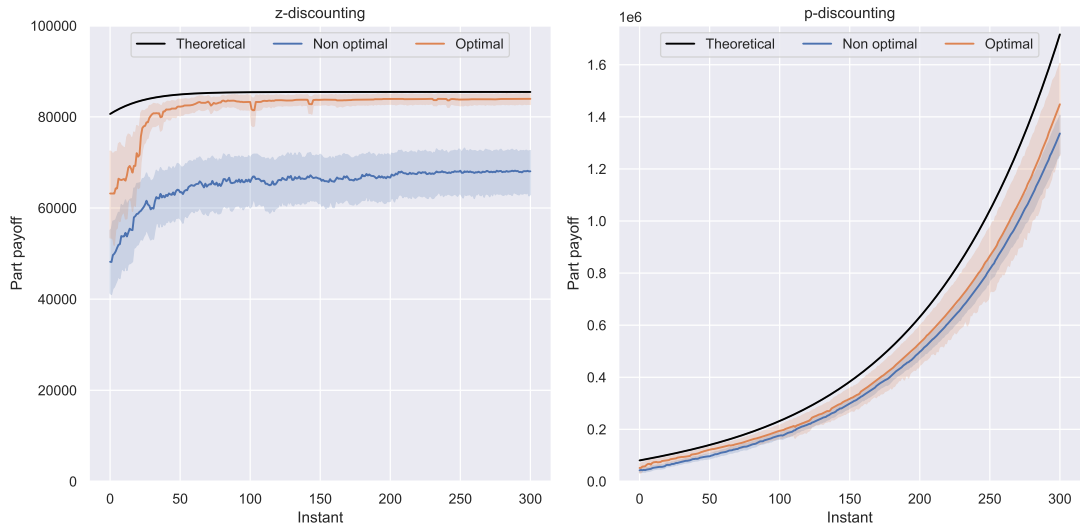 z-discounting
Theoretical Non optimal Optimal
100000
80000
60000
40000
20000
0
Part payoff
0 50 100 150 200 250 300
Instant
p-discounting
1e6
Theoretical Non optimal Optimal
1.6
1.4
1.2
1.0
0.8
0.6
0.4
0.2
0.0
Part payoff
0 50 100 150 200 250 300
Instant